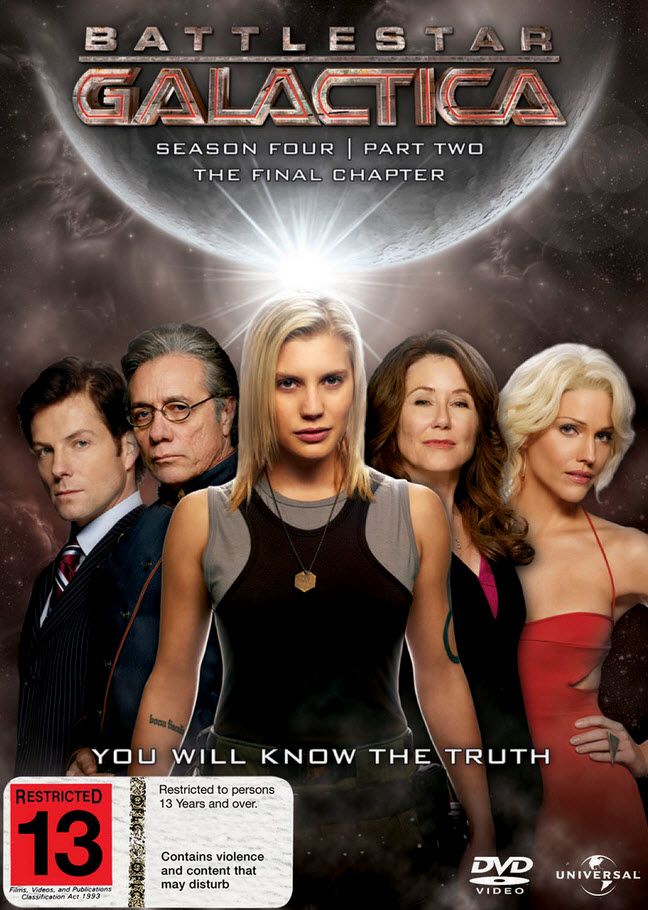 BATTLESTAR
GALACTICA
SEASON FOUR | PART TWO
THE FINAL CHAPTER
YOU WILL KNOW THE TRUTH
RESTRICTED
13
Films, Videos, and Publications
Classification Act 1993
Restricted to persons
13 Years and over.
Contains violence
and content that
may disturb
DVD
VIDEO
UNIVERSAL